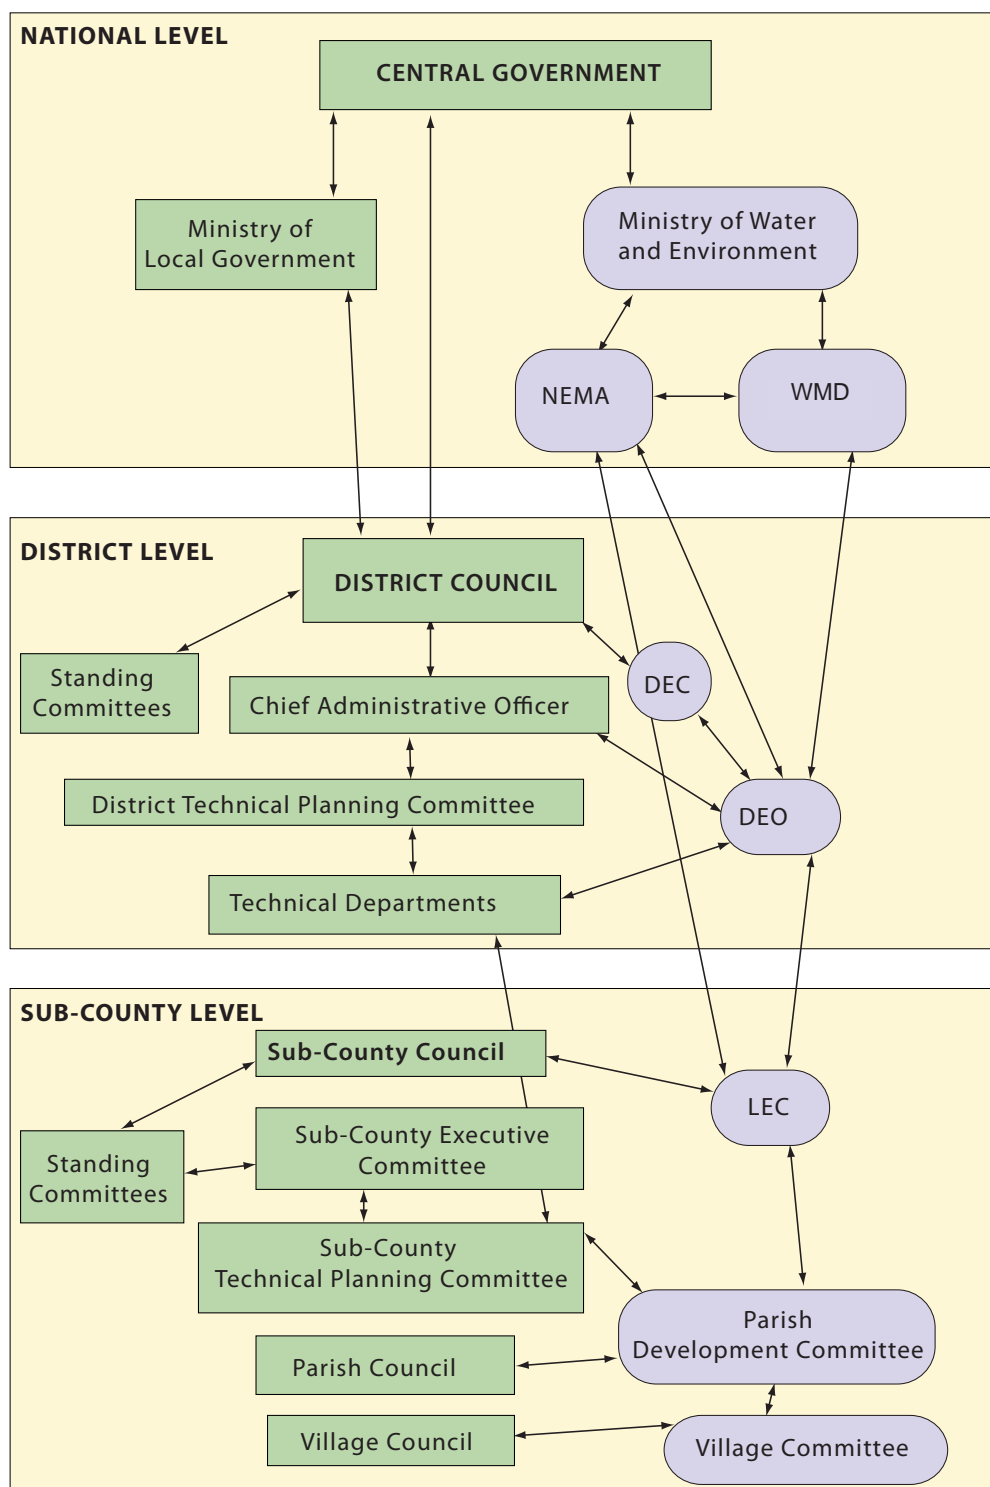 NATIONAL LEVEL
CENTRAL GOVERNMENT
Ministry of
Local Government
Ministry of Water
and Environment
NEMA
WMD
DISTRICT LEVEL
DISTRICT COUNCIL
Standing
Committees
DEC
Chief Administrative Officer
District Technical Planning Committee
DEO
Technical Departments
SUB-COUNTY LEVEL
Sub-County Council
LEC
Sub-County Executive
Committee
Standing
Committees
Sub-County
Technical Planning Committee
Parish
Development Committee
Parish Council
Village Council
Village Committee